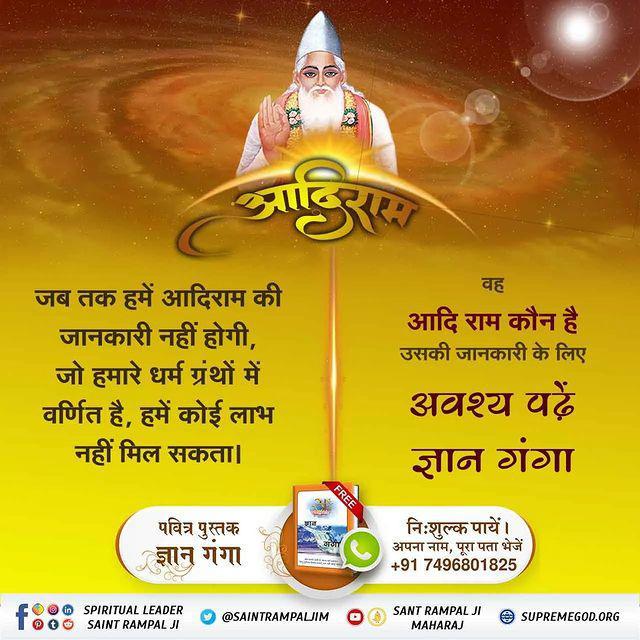 आदिराम
जब तक हमें आदिराम की
जानकारी नहीं होगी,
जो हमारे धर्म ग्रंथों में
वर्णित है, हमें कोई लाभ
नहीं मिल सकता।
वह
आदि राम कौन है
उसकी जानकारी के लिए
अवश्य पढ़ें
ज्ञान गंगा
पवित्र पुस्तक
ज्ञान गंगा
FREE
ज्ञान
गंगा
नि:शुल्क पायें।
अपना नाम, पूरा पता भेजें
+91 7496801825
SPIRITUAL LEADER
SAINT RAMPAL JI
@SAINTRAMPALJIM
SANT RAMPAL JI
MAHARAJ
SUPREMEGOD.ORG